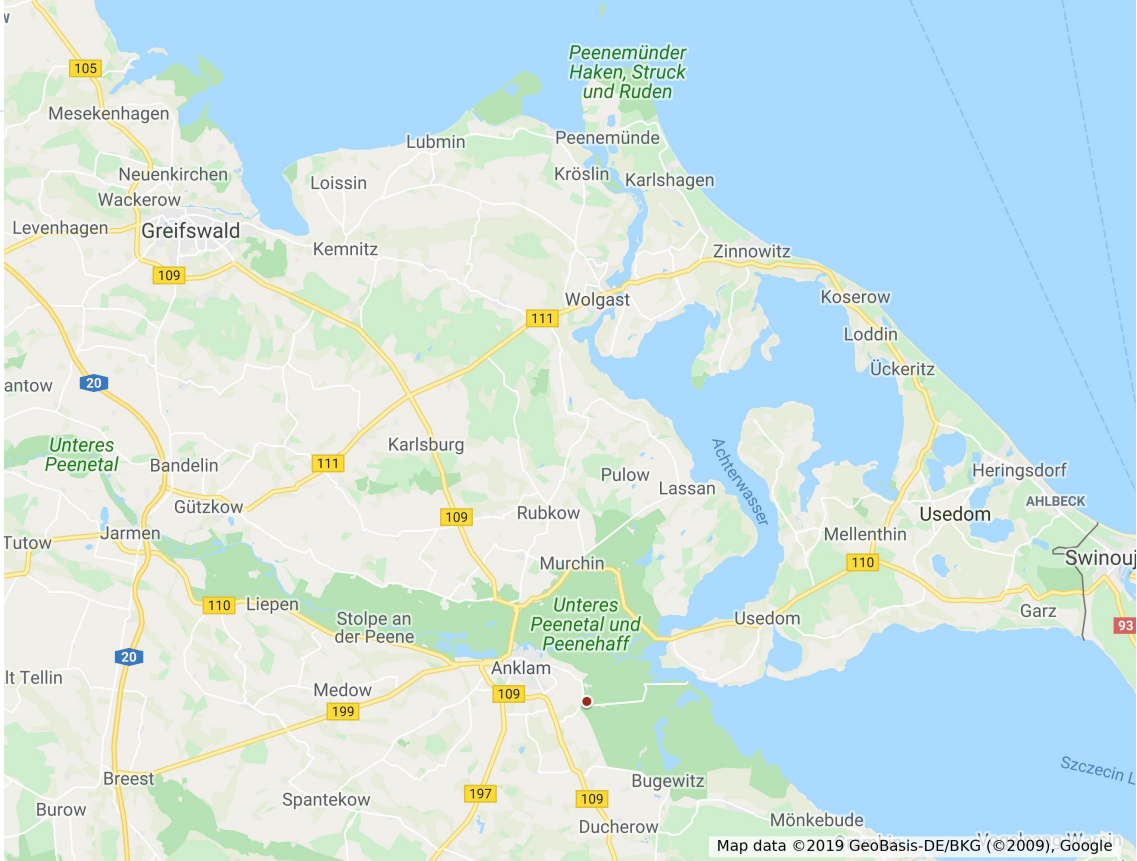 Peenemünder
Haken, Struck
und Ruden
105
Mesekenhagen
Lubmin
Peenemünde
Neuenkirchen
Loissin
Kröslin
Karlshagen
Wackerow
Levenhagen
Greifswald
Kemnitz
Zinnowitz
109
Wolgast
Koserow
111
Loddin
Ückeritz
20
antow
Unteres
Peenetal
Karlsburg
Bandelin
111
Achterwasser
Pulow
Lassan
Heringsdorf
AHLBECK
Gützkow
109
Rubkow
Usedom
Jarmen
Mellenthin
Tutow
Murchin
110
Swinouj
110
Liepen
Unteres
Peenetal und
Peenehaff
Stolpe an
der Peene
Usedom
Garz
93
20
lt Tellin
Anklam
Medow
109
199
Breest
Bugewitz
Szczecin L
Burow
Spantekow
197
109
Ducherow
Mönkebude
Map data ©2019 GeoBasis-DE/BKG (©2009), Google